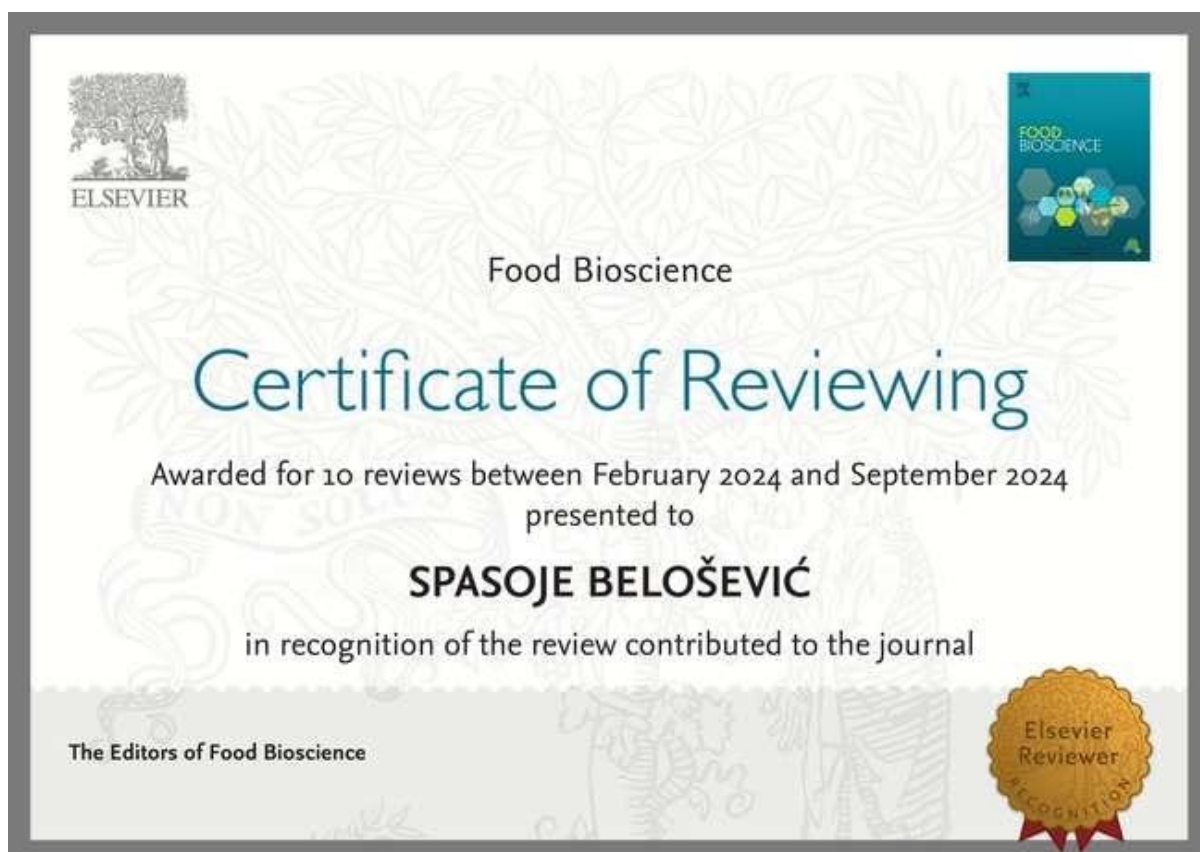 ELSEVIER
FOOD
BIOSCIENCE
Food Bioscience
Certificate of Reviewing
Awarded for 10 reviews between February 2024 and September 2024
presented to
SPASOJE BELOŠEVIĆ
in recognition of the review contributed to the journal
NON SOLUS
The Editors of Food Bioscience
Elsevier
Reviewer
RECOGNITION